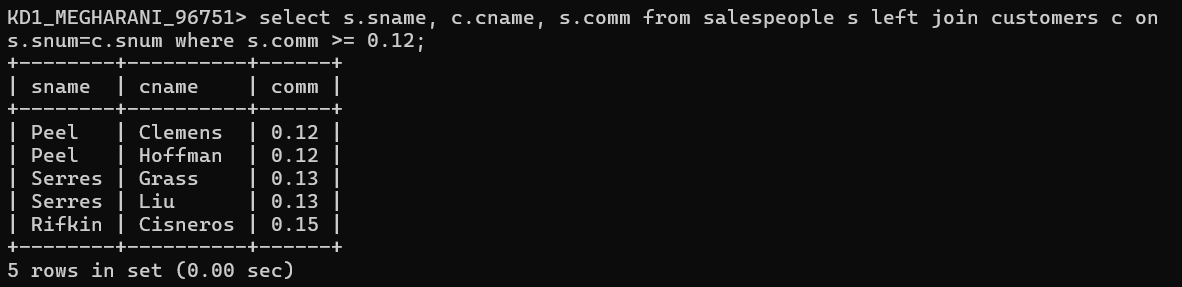 KD1_MEGHARANI_96751> select s.sname, c.cname, s.comm from salespeople s left join customers c on
s.snum=c.snum where s.comm >= 0.12;
+--------+----------+------+
| sname  | cname    | comm |
+--------+----------+------+
| Peel   | Clemens  | 0.12 |
| Peel   | Hoffman  | 0.12 |
| Serres | Grass    | 0.13 |
| Serres | Liu      | 0.13 |
| Rifkin | Cisneros | 0.15 |
+--------+----------+------+
5 rows in set (0.00 sec)